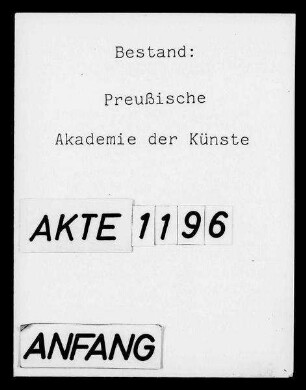 Bestand:
Preußische
Akademie der Künste
AKTE 1196
ANFANG